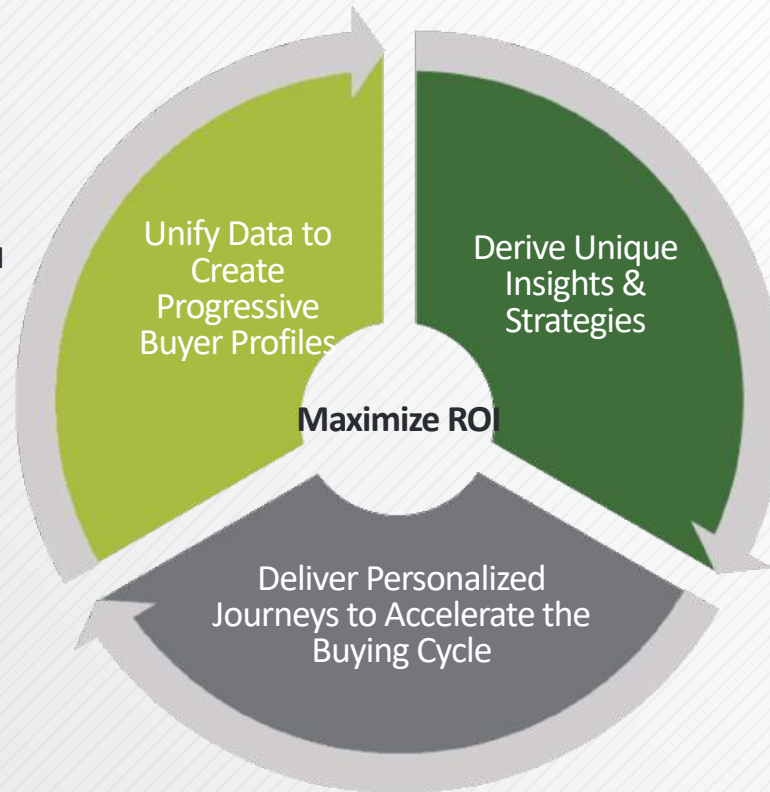 Unify Data to
Create
Progressive
Buyer Profiles
Derive Unique
Insights &
Strategies
Maximize ROI
Deliver Personalized
Journeys to Accelerate the
Buying Cycle